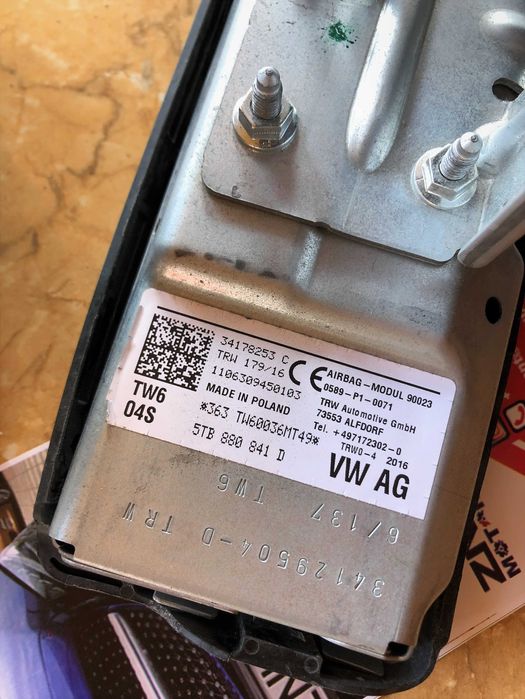 34178253 C
TRW 179/16
1106309450103
MADE IN POLAND
CE
AIRBAG-MODUL 90023
0589-P1-0071
TRW Automotive GmbH
73553 ALFDORF
Tel. +497172302-0
TRW0-4 2016
TW6
04S
*363 TW60036MT49*
5TB 880 841 D
VW AG
6/137 TW6
34129504-D TRW